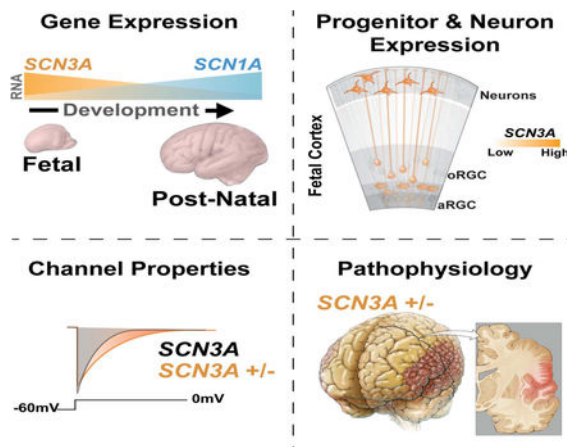 Gene Expression
SCN3A
SCN1A
RNA
Development
Fetal
Post-Natal
Progenitor & Neuron
Expression
Fetal Cortex
Neurons
oRGC
aRGC
SCN3A
Low
High
Channel Properties
SCN3A
SCN3A +/-
-60mV
0mV
Pathophysiology
SCN3A +/-